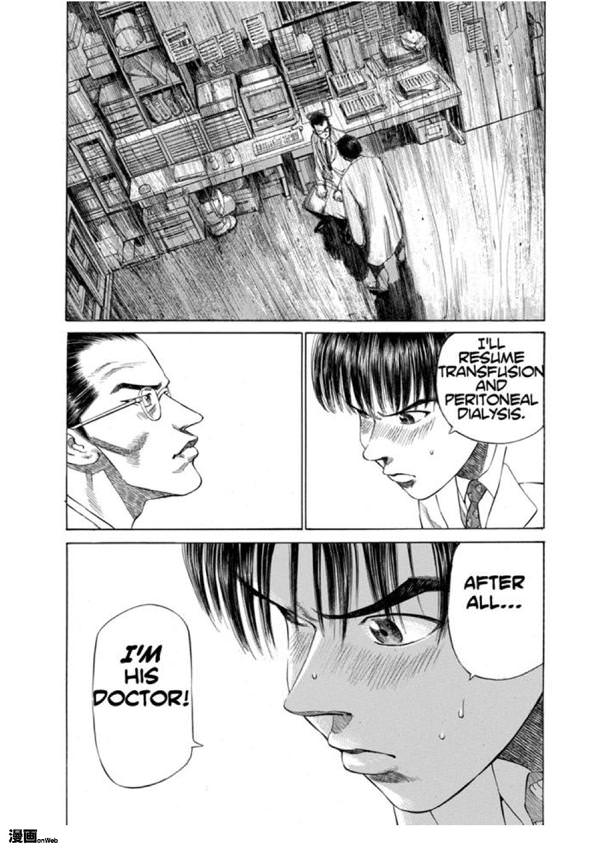 I'LL
RESUME
TRANSFUSION
AND
PERITONEAL
DIALYSIS.
AFTER
ALL...
I'M
HIS
DOCTOR!
漫画onWeb